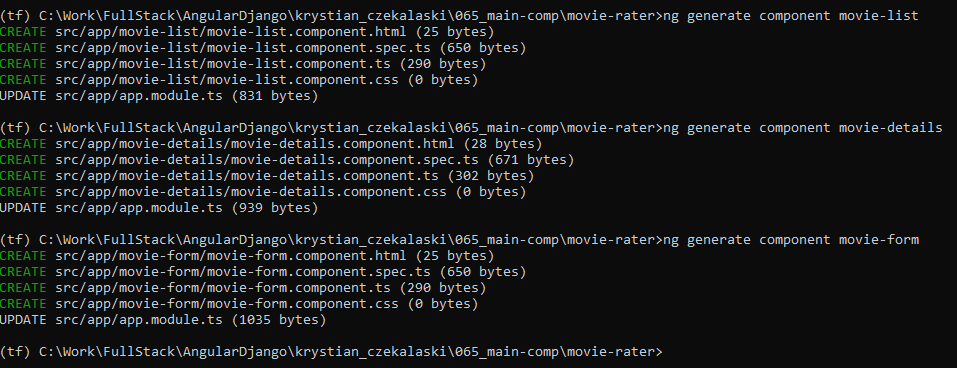 (tf) C:\Work\FullStack\AngularDjango\krystian_czekalaski\065_main-comp\movie-rater>ng generate component movie-list
CREATE src/app/movie-list/movie-list.component.html (25 bytes)
CREATE src/app/movie-list/movie-list.component.spec.ts (650 bytes)
CREATE src/app/movie-list/movie-list.component.ts (290 bytes)
CREATE src/app/movie-list/movie-list.component.css (0 bytes)
UPDATE src/app/app.module.ts (831 bytes)
(tf) C:\Work\FullStack\AngularDjango\krystian_czekalaski\065_main-comp\movie-rater>ng generate component movie-details
CREATE src/app/movie-details/movie-details.component.html (28 bytes)
CREATE src/app/movie-details/movie-details.component.spec.ts (671 bytes)
CREATE src/app/movie-details/movie-details.component.ts (302 bytes)
CREATE src/app/movie-details/movie-details.component.css (0 bytes)
UPDATE src/app/app.module.ts (939 bytes)
(tf) C:\Work\FullStack\AngularDjango\krystian_czekalaski\065_main-comp\movie-rater>ng generate component movie-form
CREATE src/app/movie-form/movie-form.component.html (25 bytes)
CREATE src/app/movie-form/movie-form.component.spec.ts (650 bytes)
CREATE src/app/movie-form/movie-form.component.ts (290 bytes)
CREATE src/app/movie-form/movie-form.component.css (0 bytes)
UPDATE src/app/app.module.ts (1035 bytes)
(tf) C:\Work\FullStack\AngularDjango\krystian_czekalaski\065_main-comp\movie-rater>